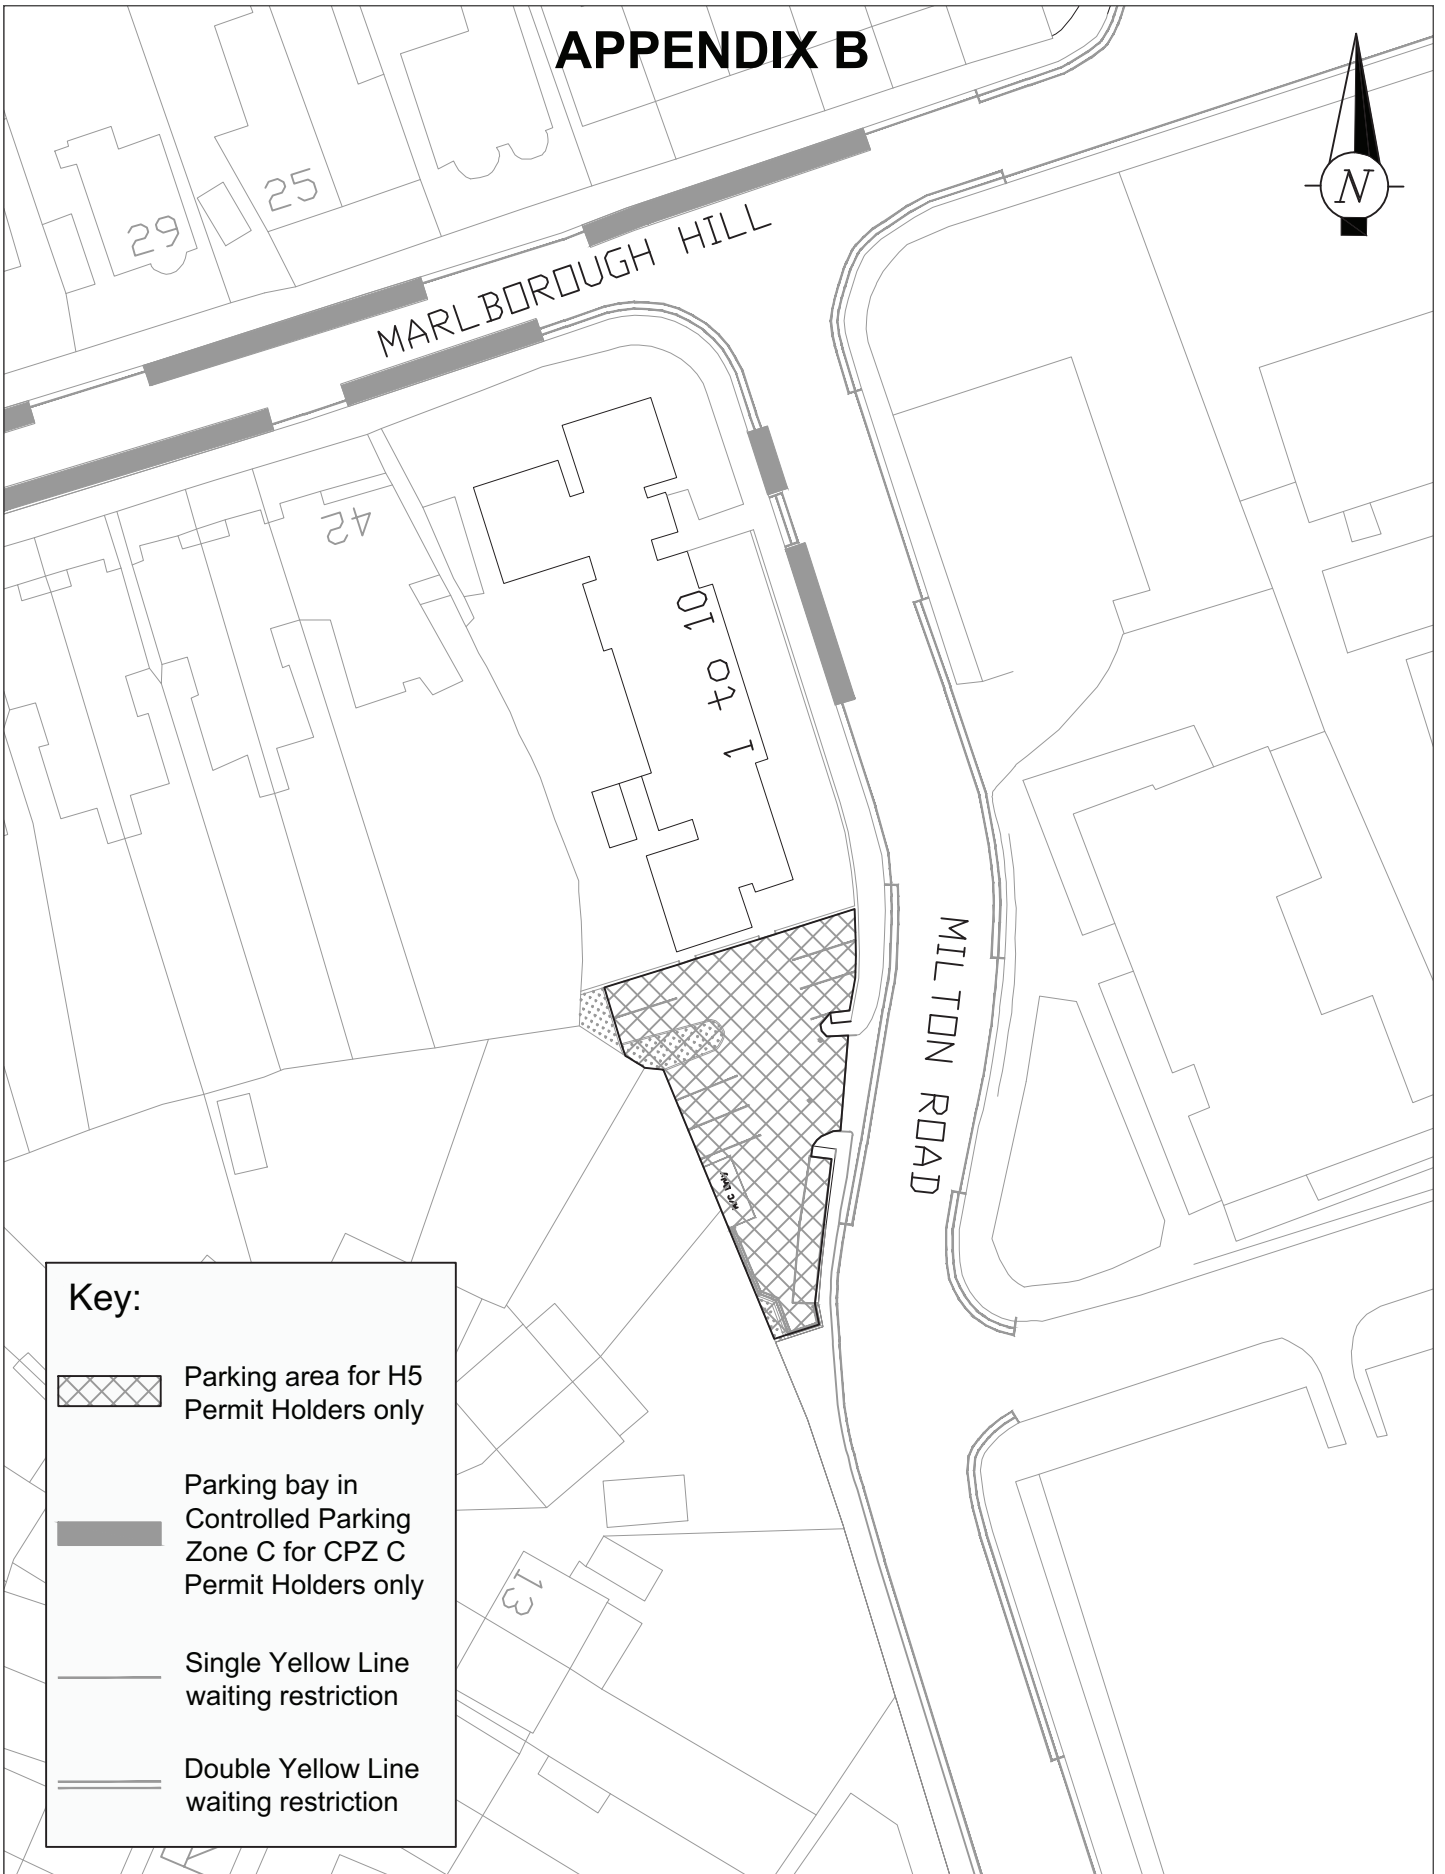 APPENDIX B
N
25
29
MARLBOROUGH HILL
42
1 to 10
MILTON ROAD
Key:
Parking area for H5
Permit Holders only
Parking bay in
Controlled Parking
Zone C for CPZ C
Permit Holders only
Single Yellow Line
waiting restriction
Double Yellow Line
waiting restriction
13